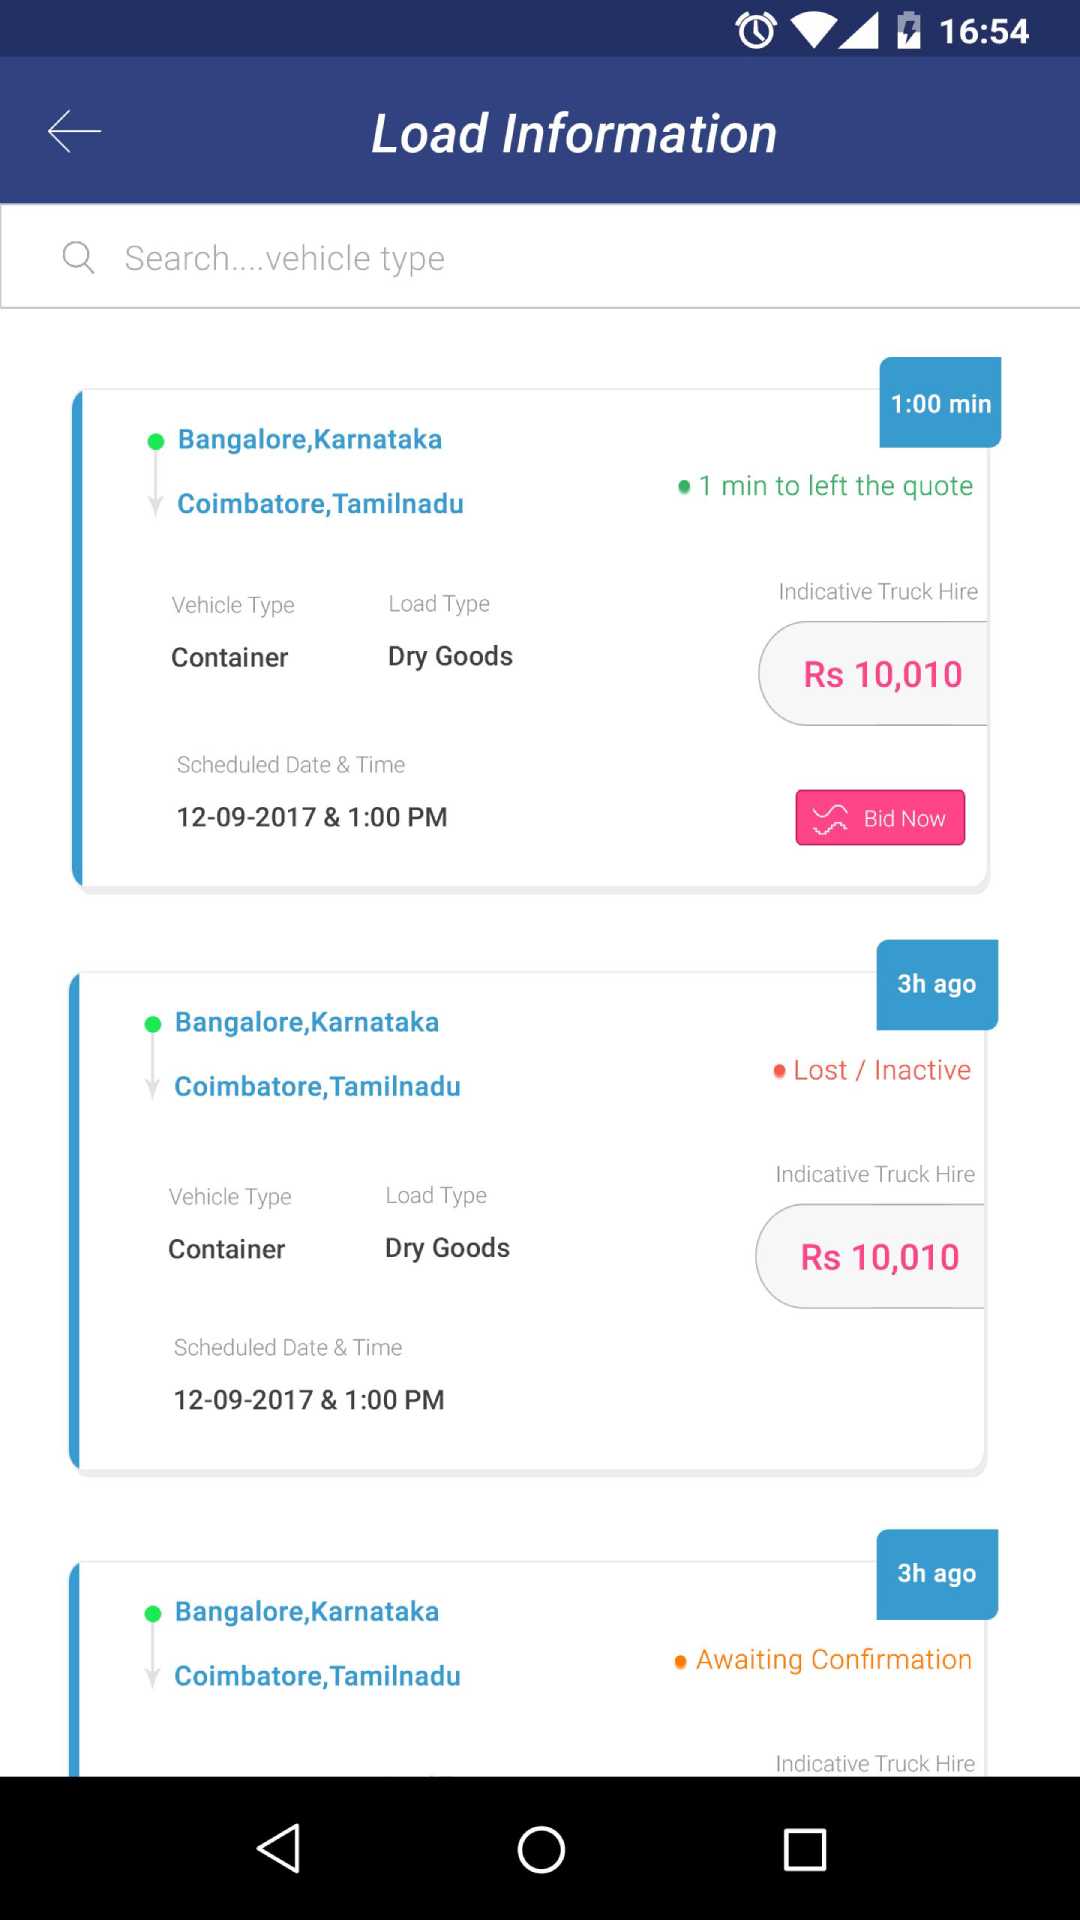 16:54
Load Information
Search....vehicle type
1:00 min
Bangalore,Karnataka
1 min to left the quote
Coimbatore,Tamilnadu
Vehicle Type
Load Type
Indicative Truck Hire
Container
Dry Goods
Rs 10,010
Scheduled Date & Time
12-09-2017 & 1:00 PM
Bid Now
3h ago
Bangalore,Karnataka
Lost / Inactive
Coimbatore,Tamilnadu
Vehicle Type
Load Type
Indicative Truck Hire
Container
Dry Goods
Rs 10,010
Scheduled Date & Time
12-09-2017 & 1:00 PM
3h ago
Bangalore,Karnataka
Awaiting Confirmation
Coimbatore,Tamilnadu
Indicative Truck Hire